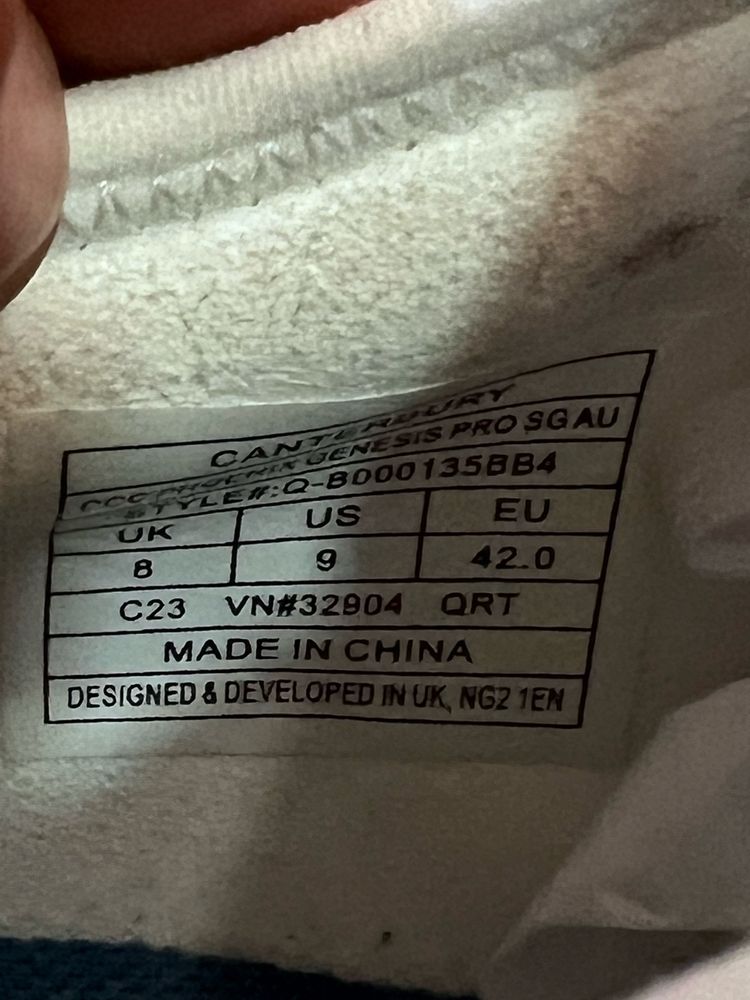 CANTERBURY
CCC PHOENIX GENESIS PRO SG AU
STYLE#:Q-B000135BB4
UK US EU
8 9 42.0
C23 VN#32904 QRT
MADE IN CHINA
DESIGNED & DEVELOPED IN UK, NG2 1EN